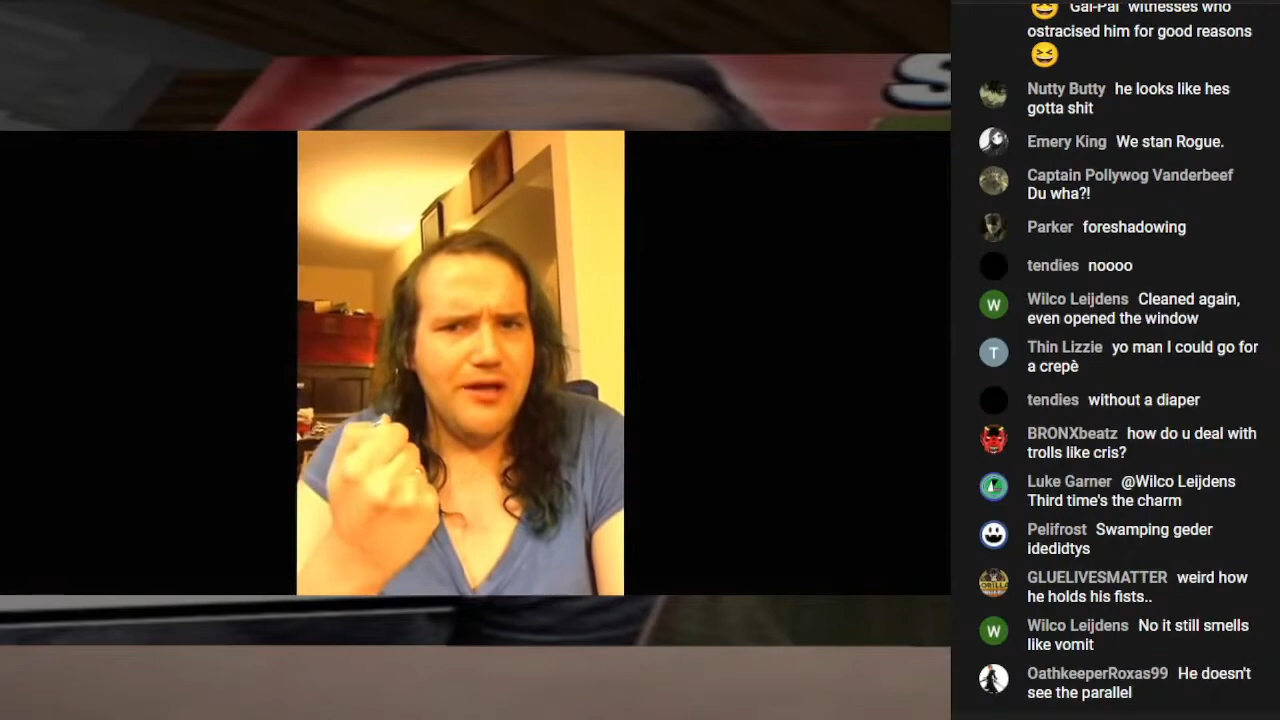 😆 "Gal-Pal" witnesses who
ostracised him for good reasons
😆
Nutty Butty he looks like hes
gotta shit
Emery King We stan Rogue.
Captain Pollywog Vanderbeef
Du wha?!
Parker foreshadowing
tendies noooo
W
Wilco Leijdens Cleaned again,
even opened the window
T
Thin Lizzie yo man I could go for
a crepè
tendies without a diaper
BRONXbeatz how do u deal with
trolls like cris?
Luke Garner @Wilco Leijdens
Third time's the charm
Pelifrost Swamping geder
idedidtys
GLUELIVESMATTER weird how
he holds his fists..
W
Wilco Leijdens No it still smells
like vomit
OathkeeperRoxas99 He doesn't
see the parallel